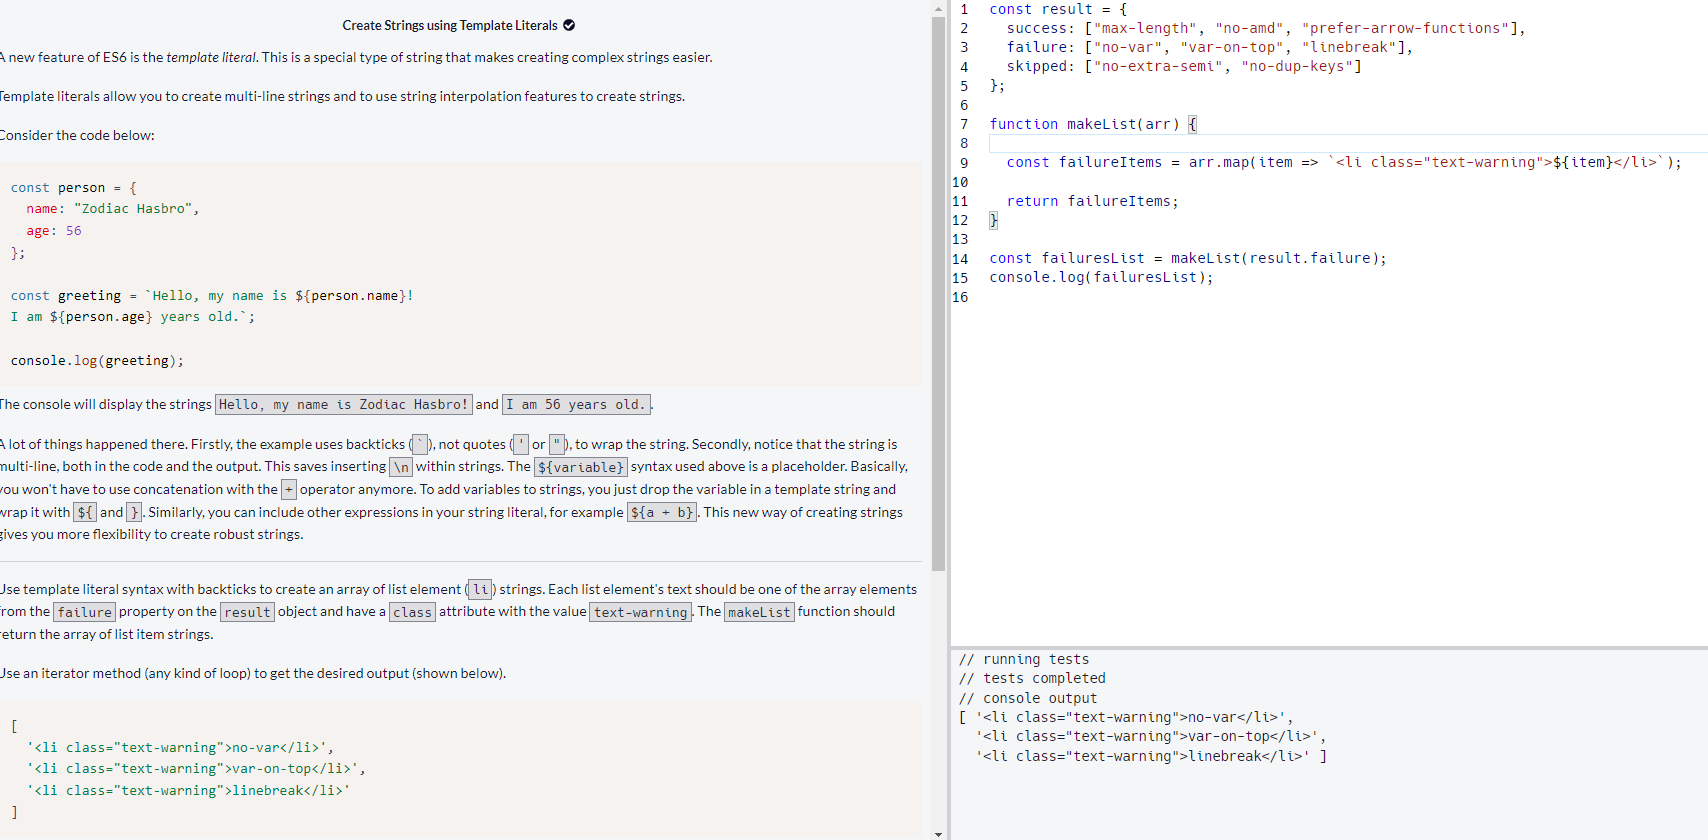 Create Strings using Template Literals
A new feature of ES6 is the template literal. This is a special type of string that makes creating complex strings easier.
Template literals allow you to create multi-line strings and to use string interpolation features to create strings.
Consider the code below:
const person = {
  name: "Zodiac Hasbro",
  age: 56
};
const greeting = `Hello, my name is ${person.name}!
I am ${person.age} years old.`;
console.log(greeting);
The console will display the strings Hello, my name is Zodiac Hasbro! and I am 56 years old..
A lot of things happened there. Firstly, the example uses backticks (`), not quotes (' or "), to wrap the string. Secondly, notice that the string is
multi-line, both in the code and the output. This saves inserting \n within strings. The ${variable} syntax used above is a placeholder. Basically,
you won't have to use concatenation with the + operator anymore. To add variables to strings, you just drop the variable in a template string and
wrap it with ${ and }. Similarly, you can include other expressions in your string literal, for example ${a + b}. This new way of creating strings
gives you more flexibility to create robust strings.
Use template literal syntax with backticks to create an array of list element (li) strings. Each list element's text should be one of the array elements
from the failure property on the result object and have a class attribute with the value text-warning. The makeList function should
return the array of list item strings.
Use an iterator method (any kind of loop) to get the desired output (shown below).
[
  '<li class="text-warning">no-var</li>',
  '<li class="text-warning">var-on-top</li>',
  '<li class="text-warning">linebreak</li>'
]
1 const result = {
2   success: ["max-length", "no-amd", "prefer-arrow-functions"],
3   failure: ["no-var", "var-on-top", "linebreak"],
4   skipped: ["no-extra-semi", "no-dup-keys"]
5 };
6
7 function makeList(arr) {
8
9   const failureItems = arr.map(item => `<li class="text-warning">${item}</li>`);
10
11   return failureItems;
12 }
13
14 const failuresList = makeList(result.failure);
15 console.log(failuresList);
16
// running tests
// tests completed
// console output
[ '<li class="text-warning">no-var</li>',
  '<li class="text-warning">var-on-top</li>',
  '<li class="text-warning">linebreak</li>' ]